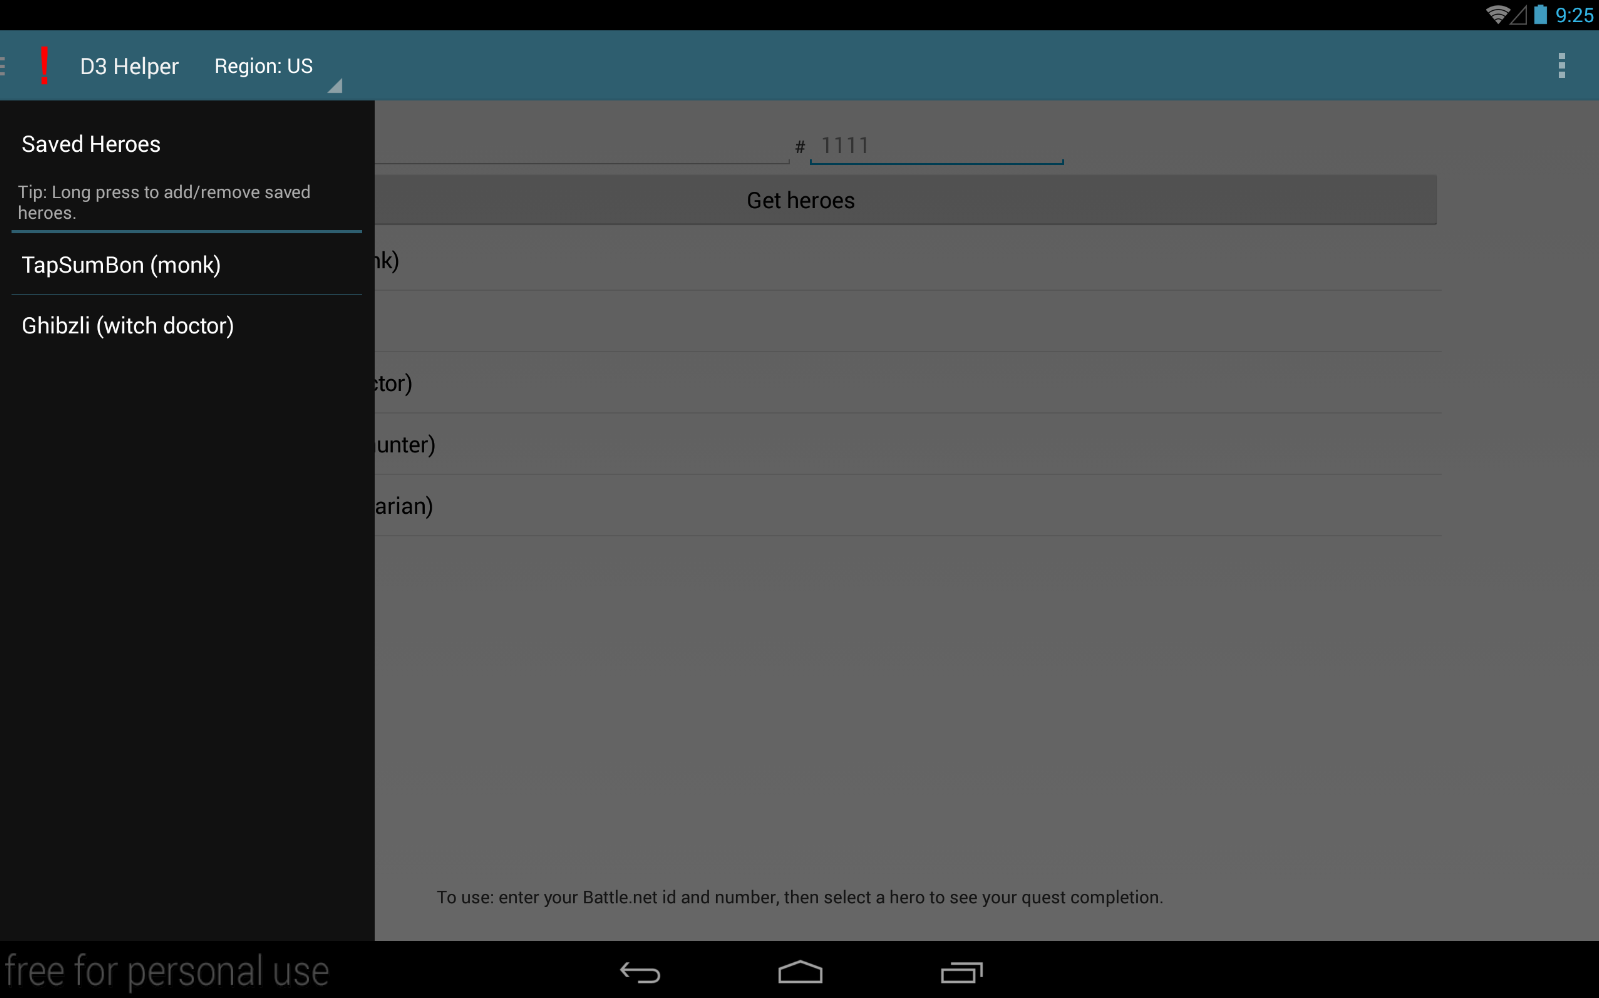 9:25
D3 Helper Region: US
Saved Heroes
Tip: Long press to add/remove saved
heroes.
TapSumBon (monk)
Ghibzli (witch doctor)
# 1111
Get heroes
nk)
ctor)
unter)
arian)
To use: enter your Battle.net id and number, then select a hero to see your quest completion.
free for personal use